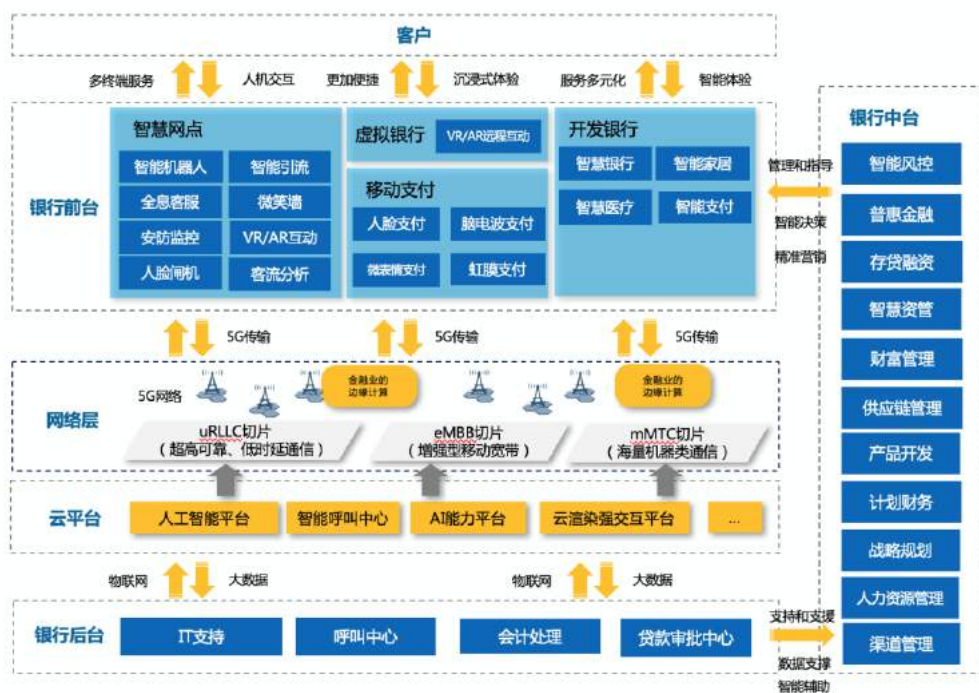 客户
多终端服务
人机交互
更加便捷
沉浸式体验
服务多元化
智能体验
银行前台
智慧网点
智能机器人
智能引流
全息客服
微笑墙
安防监控
VR/AR互动
人脸闸机
客流分析
虚拟银行
VR/AR远程互动
移动支付
人脸支付
脑电波支付
微表情支付
虹膜支付
开发银行
智慧银行
智能家居
智慧医疗
智能支付
管理和指导
智能决策
精准营销
5G传输
5G传输
5G传输
网络层
5G网络
金融业的
边缘计算
金融业的
边缘计算
uRLLC切片
（超高可靠、低时延通信）
eMBB切片
（增强型移动宽带）
mMTC切片
（海量机器类通信）
云平台
人工智能平台
智能呼叫中心
AI能力平台
云渲染强交互平台
...
物联网
大数据
物联网
大数据
银行后台
IT支持
呼叫中心
会计处理
贷款审批中心
支持和支援
数据支撑
智能辅助
银行中台
智能风控
普惠金融
存贷融资
智慧资管
财富管理
供应链管理
产品开发
计划财务
战略规划
人力资源管理
渠道管理